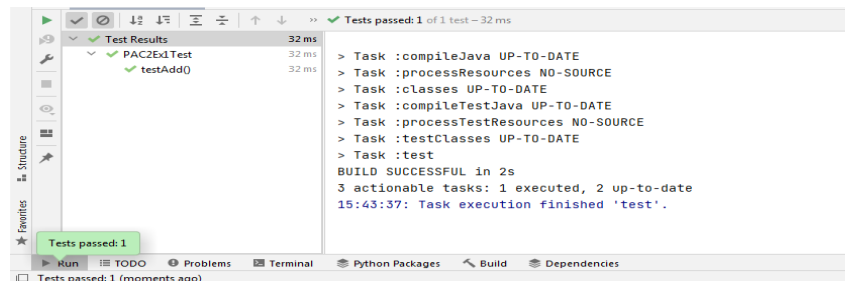 Tests passed: 1 of 1 test – 32 ms
Test Results 32 ms
PAC2Ex1Test 32 ms
testAdd() 32 ms
> Task :compileJava UP-TO-DATE
> Task :processResources NO-SOURCE
> Task :classes UP-TO-DATE
> Task :compileTestJava UP-TO-DATE
> Task :processTestResources NO-SOURCE
> Task :testClasses UP-TO-DATE
> Task :test
BUILD SUCCESSFUL in 2s
3 actionable tasks: 1 executed, 2 up-to-date
15:43:37: Task execution finished 'test'.
Structure
Favorites
Tests passed: 1
Run TODO Problems Terminal Python Packages Build Dependencies
Tests passed: 1 (moments ago)